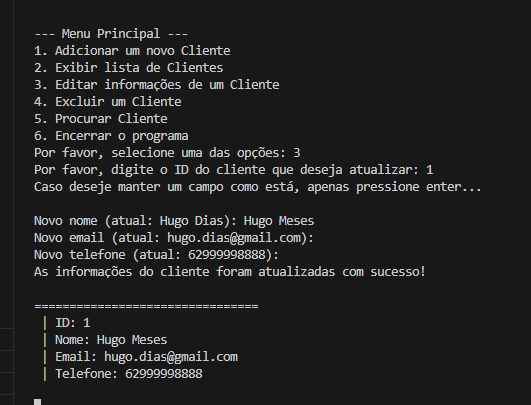 --- Menu Principal ---
1. Adicionar um novo Cliente
2. Exibir lista de Clientes
3. Editar informações de um Cliente
4. Excluir um Cliente
5. Procurar Cliente
6. Encerrar o programa
Por favor, selecione uma das opções: 3
Por favor, digite o ID do cliente que deseja atualizar: 1
Caso deseje manter um campo como está, apenas pressione enter...
Novo nome (atual: Hugo Dias): Hugo Meses
Novo email (atual: hugo.dias@gmail.com):
Novo telefone (atual: 62999998888):
As informações do cliente foram atualizadas com sucesso!
================================
| ID: 1
| Nome: Hugo Meses
| Email: hugo.dias@gmail.com
| Telefone: 62999998888